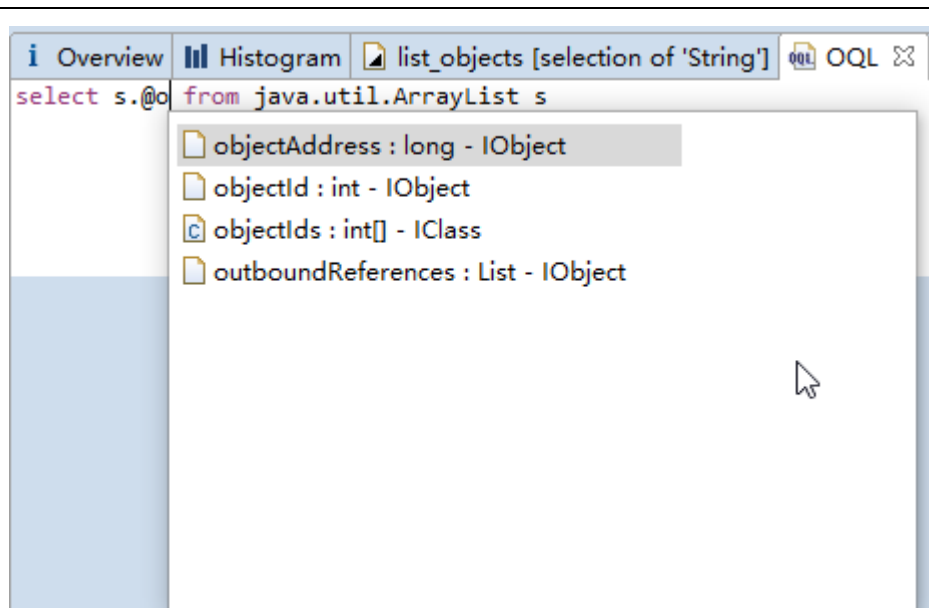 i Overview Histogram list_objects [selection of 'String'] OQL OQL
select s.@o from java.util.ArrayList s
objectAddress : long - IObject
objectId : int - IObject
C objectIds : int[] - IClass
outboundReferences : List - IObject